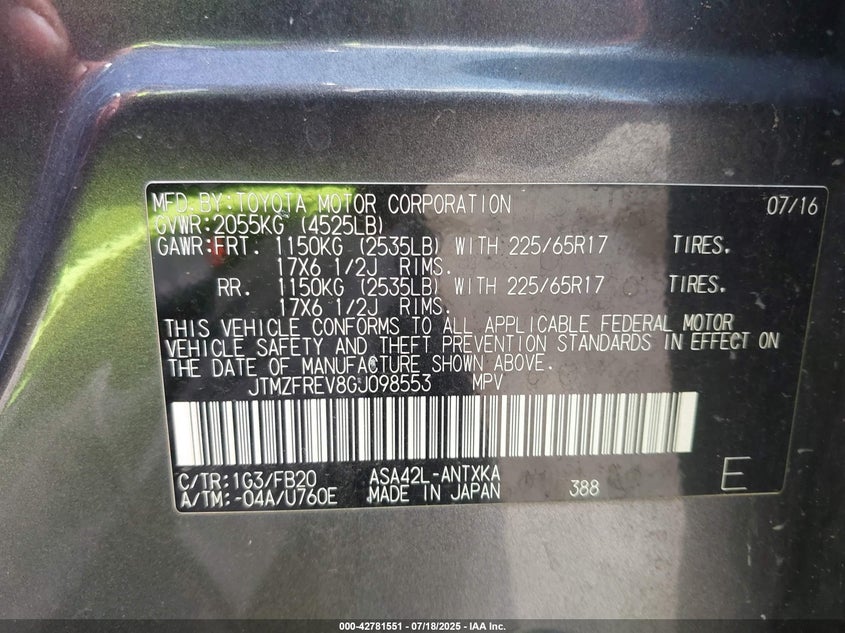 MFD.BY:TOYOTA MOTOR CORPORATION 07/16
GVWR:2055KG (4525LB)
GAWR:FRT. 1150KG (2535LB) WITH 225/65R17 TIRES.
17X6 1/2J RIMS.
RR. 1150KG (2535LB) WITH 225/65R17 TIRES.
17X6 1/2J RIMS.
THIS VEHICLE CONFORMS TO ALL APPLICABLE FEDERAL MOTOR
VEHICLE SAFETY AND THEFT PREVENTION STANDARDS IN EFFECT ON
THE DATE OF MANUFACTURE SHOWN ABOVE.
JTMZFREV8GJ098553 MPV
C/TR:1G3/FB20 ASA42L-ANTXKA
A/TM:-04A/U760E MADE IN JAPAN 388 E
000-42781551 - 07/18/2025 - IAA Inc.